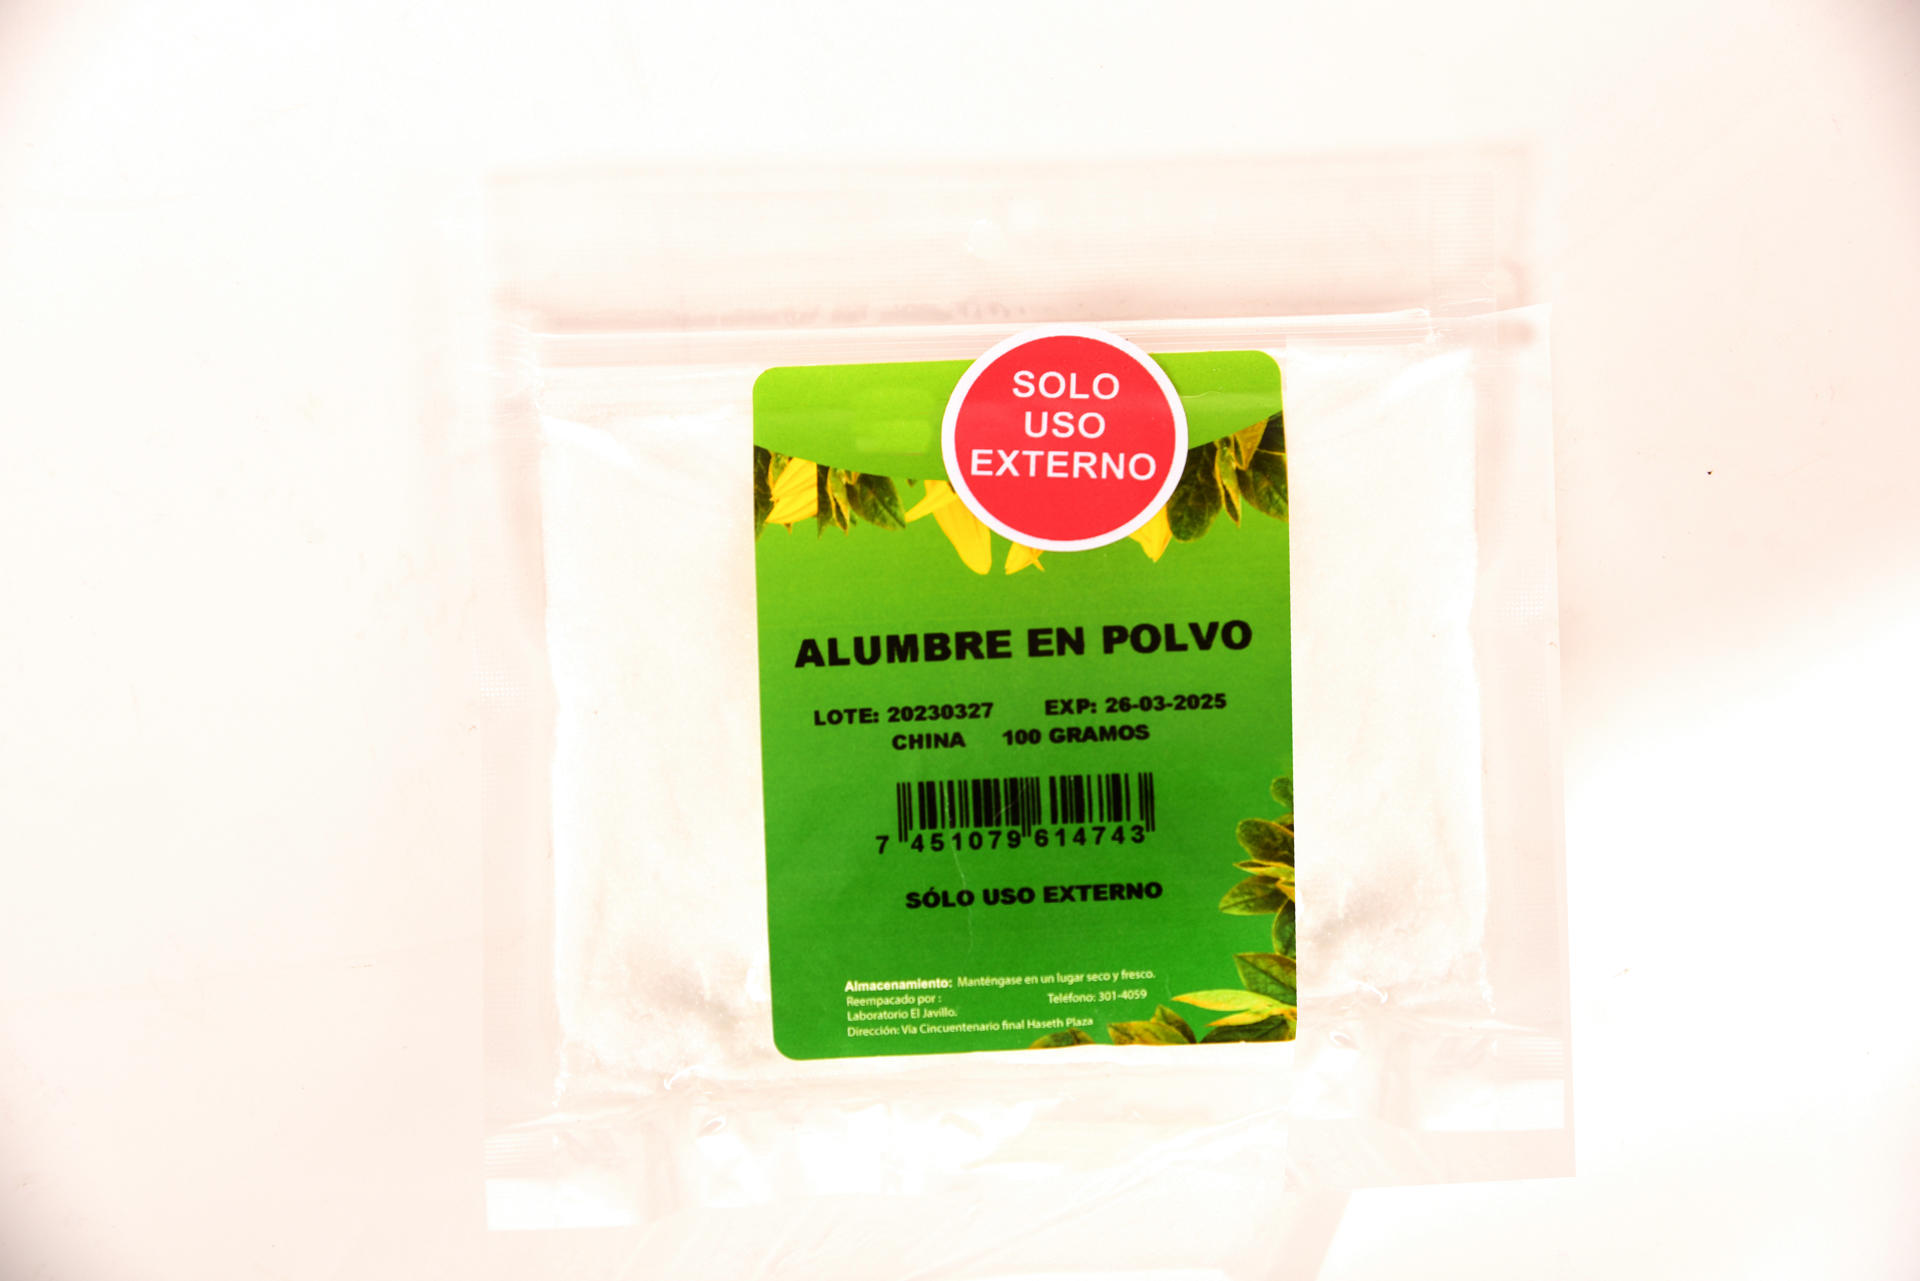 SOLO
USO
EXTERNO
ALUMBRE EN POLVO
LOTE: 20230327 EXP: 26-03-2025
CHINA 100 GRAMOS
7 451079 614743
SÓLO USO EXTERNO
Almacenamiento: Manténgase en un lugar seco y fresco.
Reempacado por : Teléfono: 301-4059
Laboratorio El Javillo.
Dirección: Vía Cincuentenario final Haseth Plaza